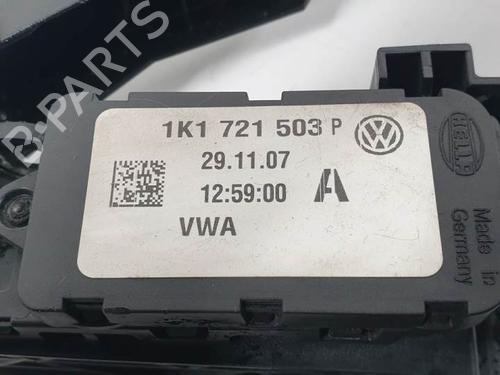 B-PARTS
1K1 721 503 P
29.11.07
12:59:00 A
VWA
HELLA
Made in
Germany